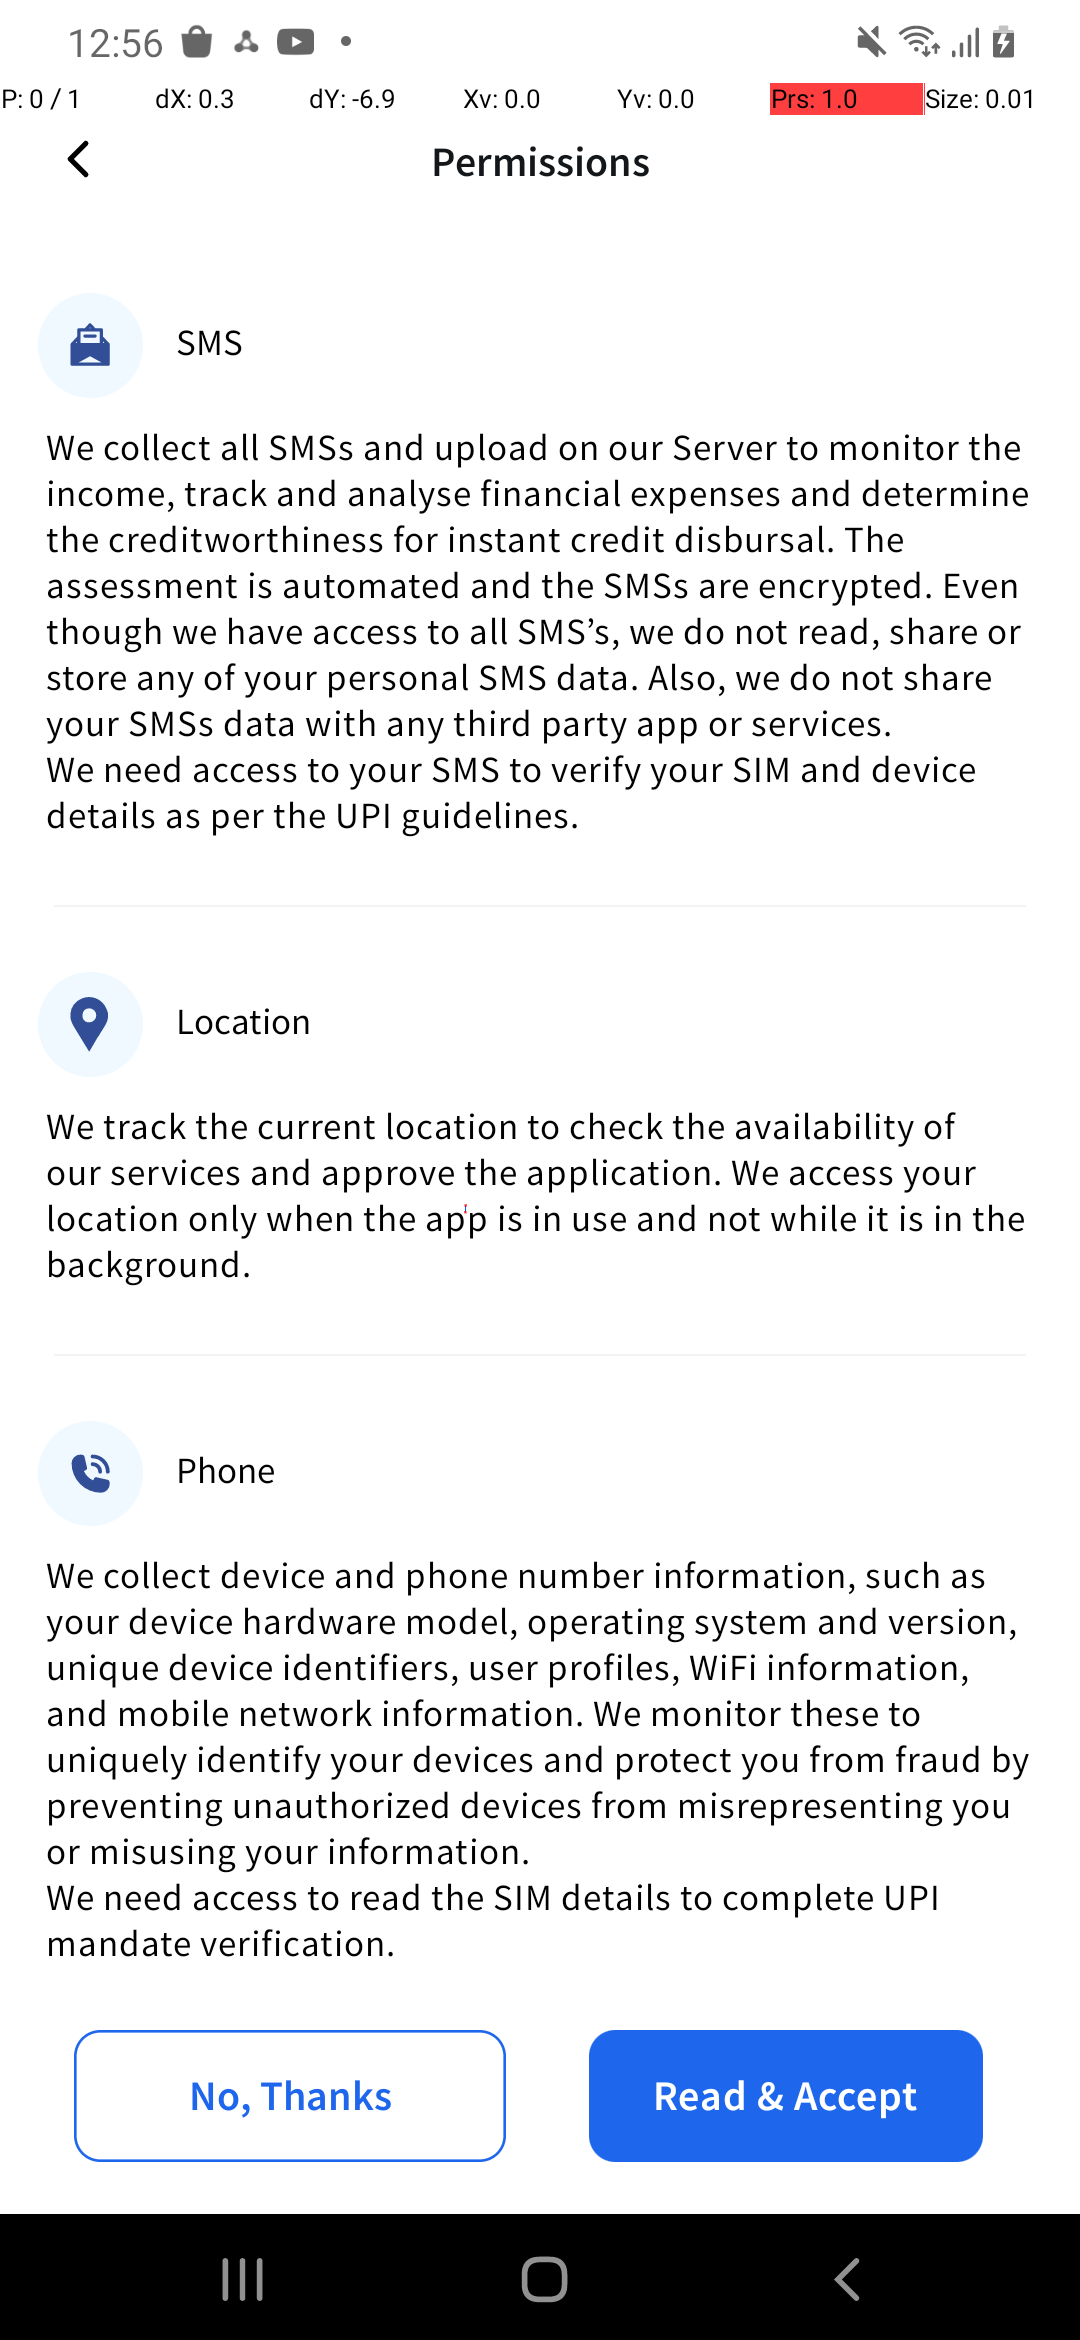 12:56
P: 0 / 1 dX: 0.3 dY: -6.9 Xv: 0.0 Yv: 0.0 Prs: 1.0 Size: 0.01
Permissions
SMS
We collect all SMSs and upload on our Server to monitor the
income, track and analyse financial expenses and determine
the creditworthiness for instant credit disbursal. The
assessment is automated and the SMSs are encrypted. Even
though we have access to all SMS’s, we do not read, share or
store any of your personal SMS data. Also, we do not share
your SMSs data with any third party app or services.
We need access to your SMS to verify your SIM and device
details as per the UPI guidelines.
Location
We track the current location to check the availability of
our services and approve the application. We access your
location only when the app is in use and not while it is in the
background.
Phone
We collect device and phone number information, such as
your device hardware model, operating system and version,
unique device identifiers, user profiles, WiFi information,
and mobile network information. We monitor these to
uniquely identify your devices and protect you from fraud by
preventing unauthorized devices from misrepresenting you
or misusing your information.
We need access to read the SIM details to complete UPI
mandate verification.
No, Thanks
Read & Accept